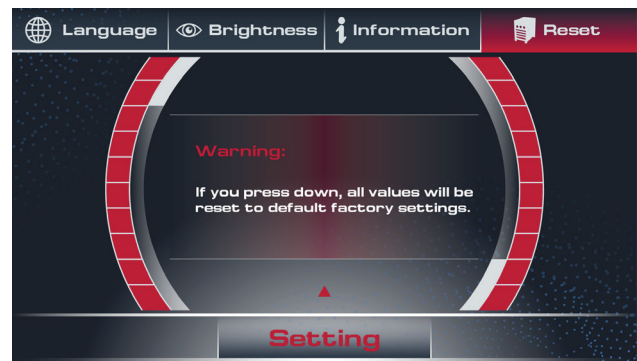 Language Brightness Information Reset
Warning:
If you press down, all values will be
reset to default factory settings.
Setting